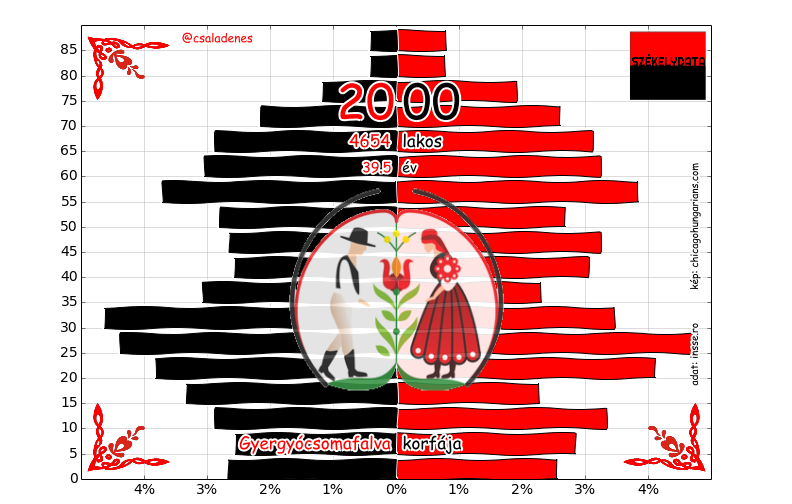 @csaladenes
SZÉKELYDATA
2000
4654 lakos
39.5 év
kép: chicagohungarians.com
adat: insse.ro
Gyergyócsomafalva korfája
85
80
75
70
65
60
55
50
45
40
35
30
25
20
15
10
5
0
4% 3% 2% 1% 0% 1% 2% 3% 4%